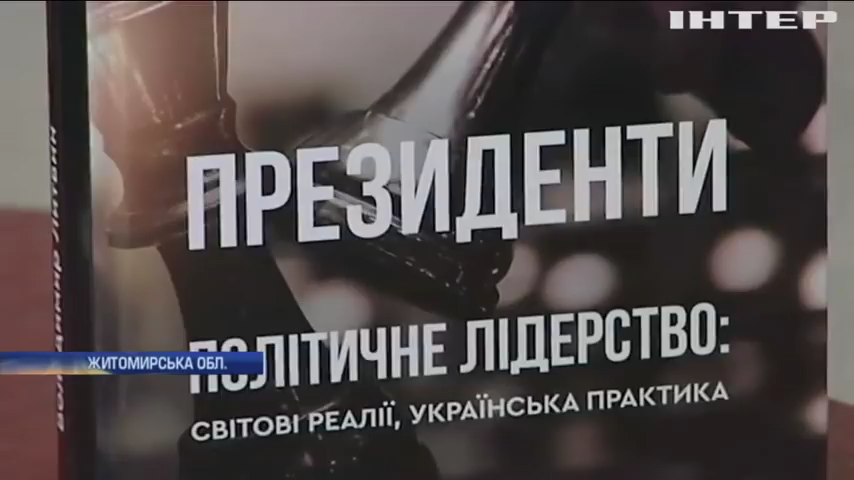 ІНТЕР
ПРЕЗИДЕНТИ
ПОЛІТИЧНЕ ЛІДЕРСТВО:
СВІТОВІ РЕАЛІЇ, УКРАЇНСЬКА ПРАКТИКА
ЖИТОМИРСЬКА ОБЛ.
ВОЛОДИМИР ЛИТВИН